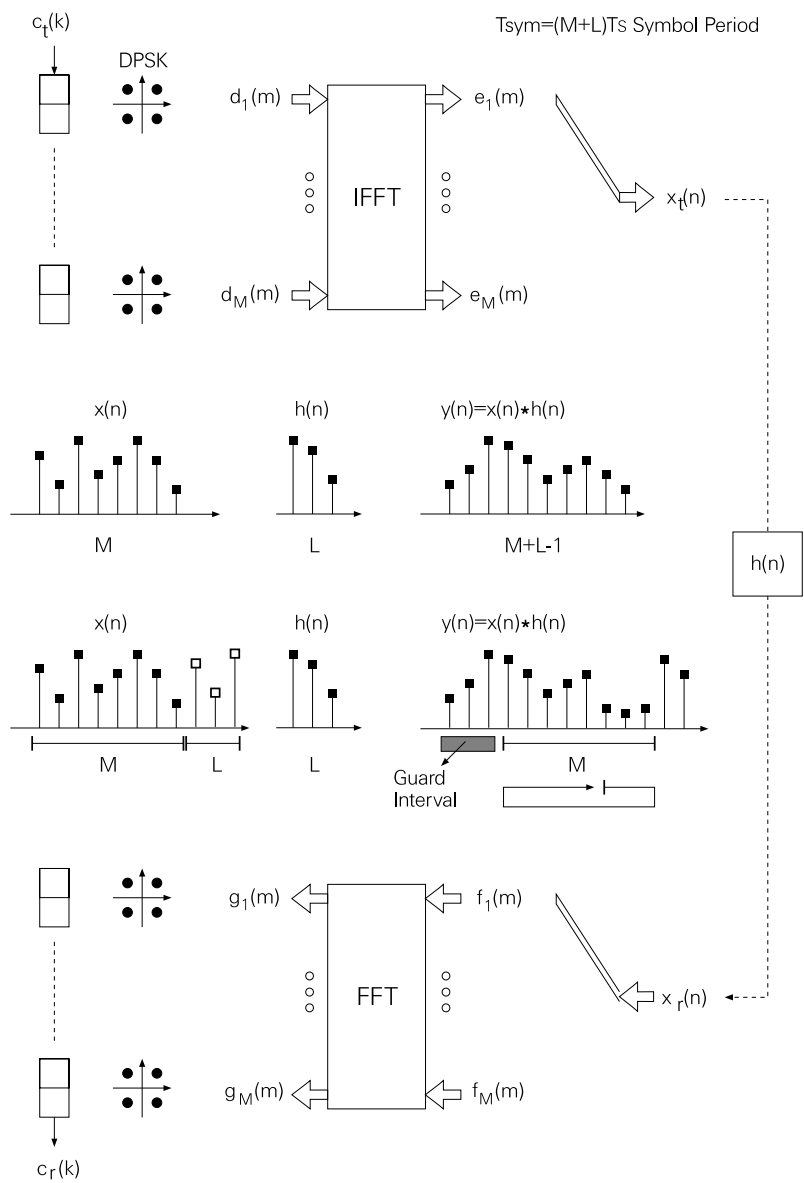 c_t(k)
Tsym=(M+L)Ts Symbol Period
DPSK
d_1(m)
e_1(m)
IFFT
x_t(n)
d_M(m)
e_M(m)
x(n)
h(n)
y(n)=x(n)*h(n)
M
L
M+L-1
h(n)
x(n)
h(n)
y(n)=x(n)*h(n)
M
L
L
M
Guard
Interval
g_1(m)
f_1(m)
FFT
x_r(n)
g_M(m)
f_M(m)
c_r(k)